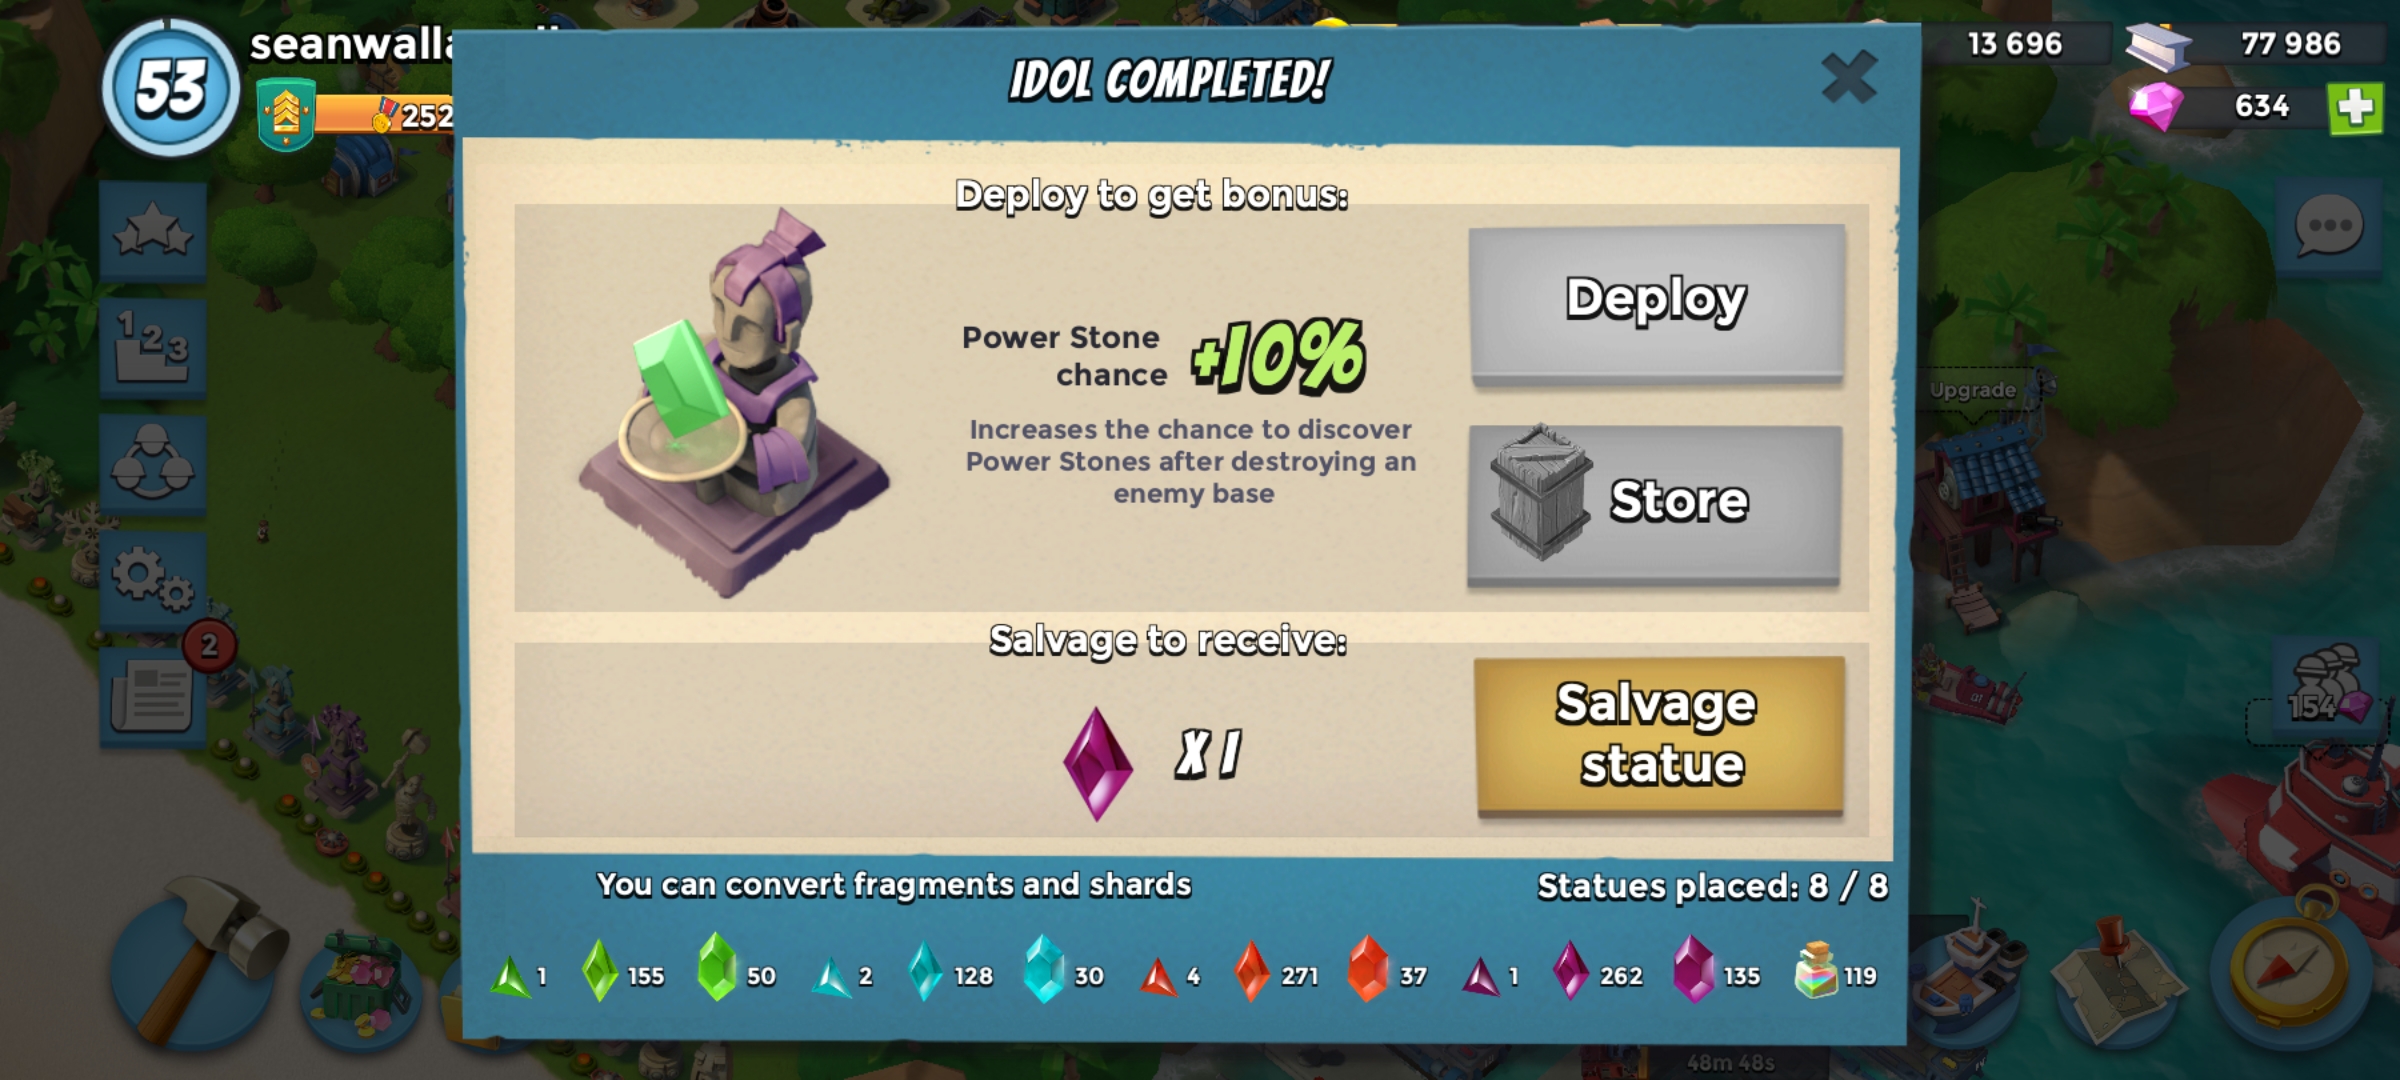 53
252
IDOL COMPLETED!
13 696
77 986
634
Deploy to get bonus:
Power Stone
chance
+10%
Increases the chance to discover
Power Stones after destroying an
enemy base
Deploy
Store
Salvage to receive:
X 1
Salvage
statue
123
2
Upgrade
154
You can convert fragments and shards
Statues placed: 8 / 8
1
155
50
2
128
30
4
271
37
1
262
135
119
48m 48s